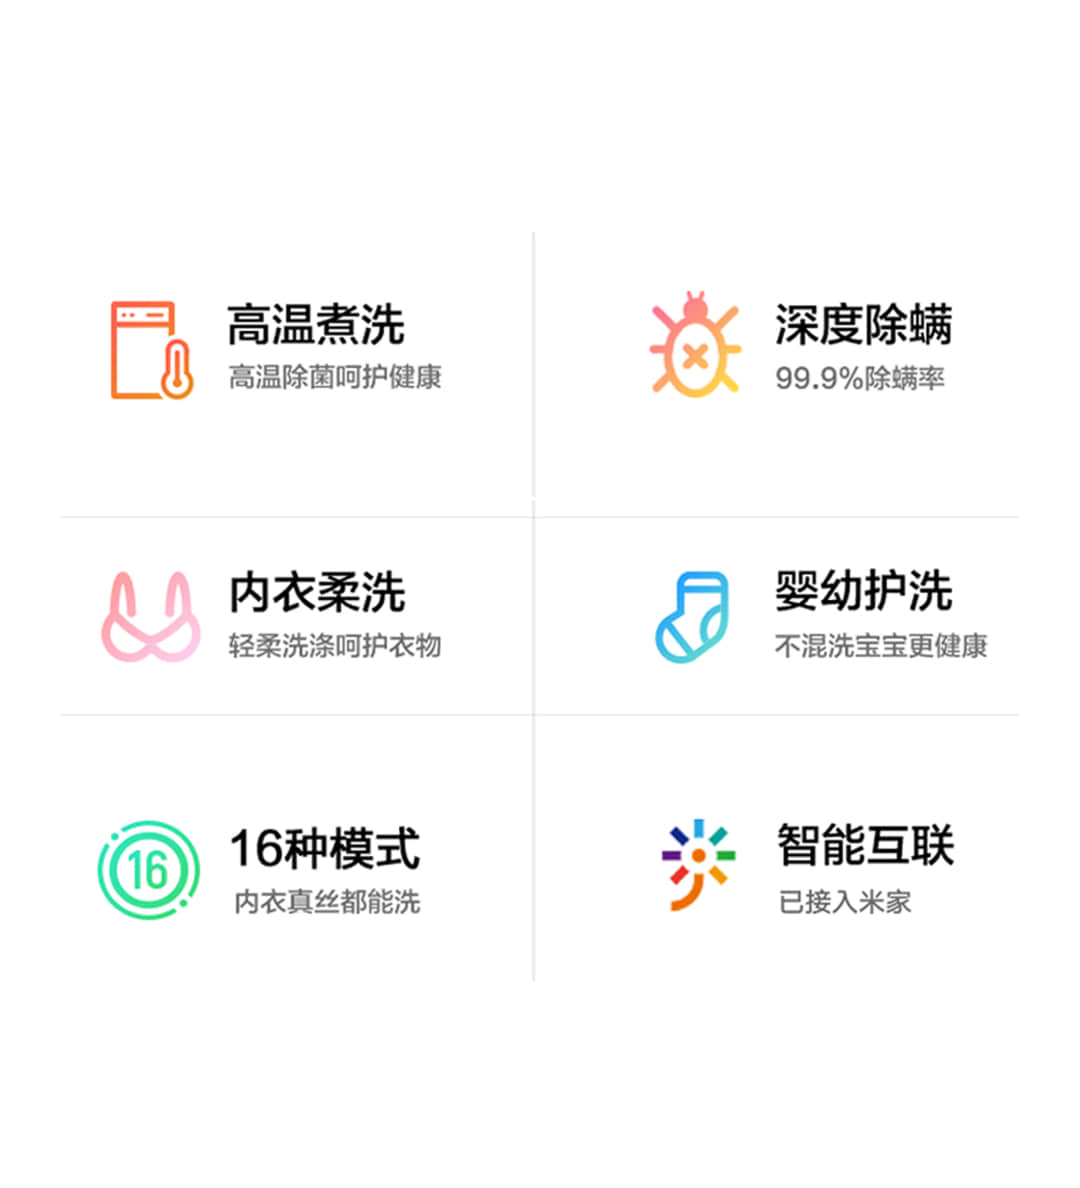 高温煮洗
高温除菌呵护健康
深度除螨
99.9%除螨率
内衣柔洗
轻柔洗涤呵护衣物
婴幼护洗
不混洗宝宝更健康
16
16种模式
内衣真丝都能洗
智能互联
已接入米家